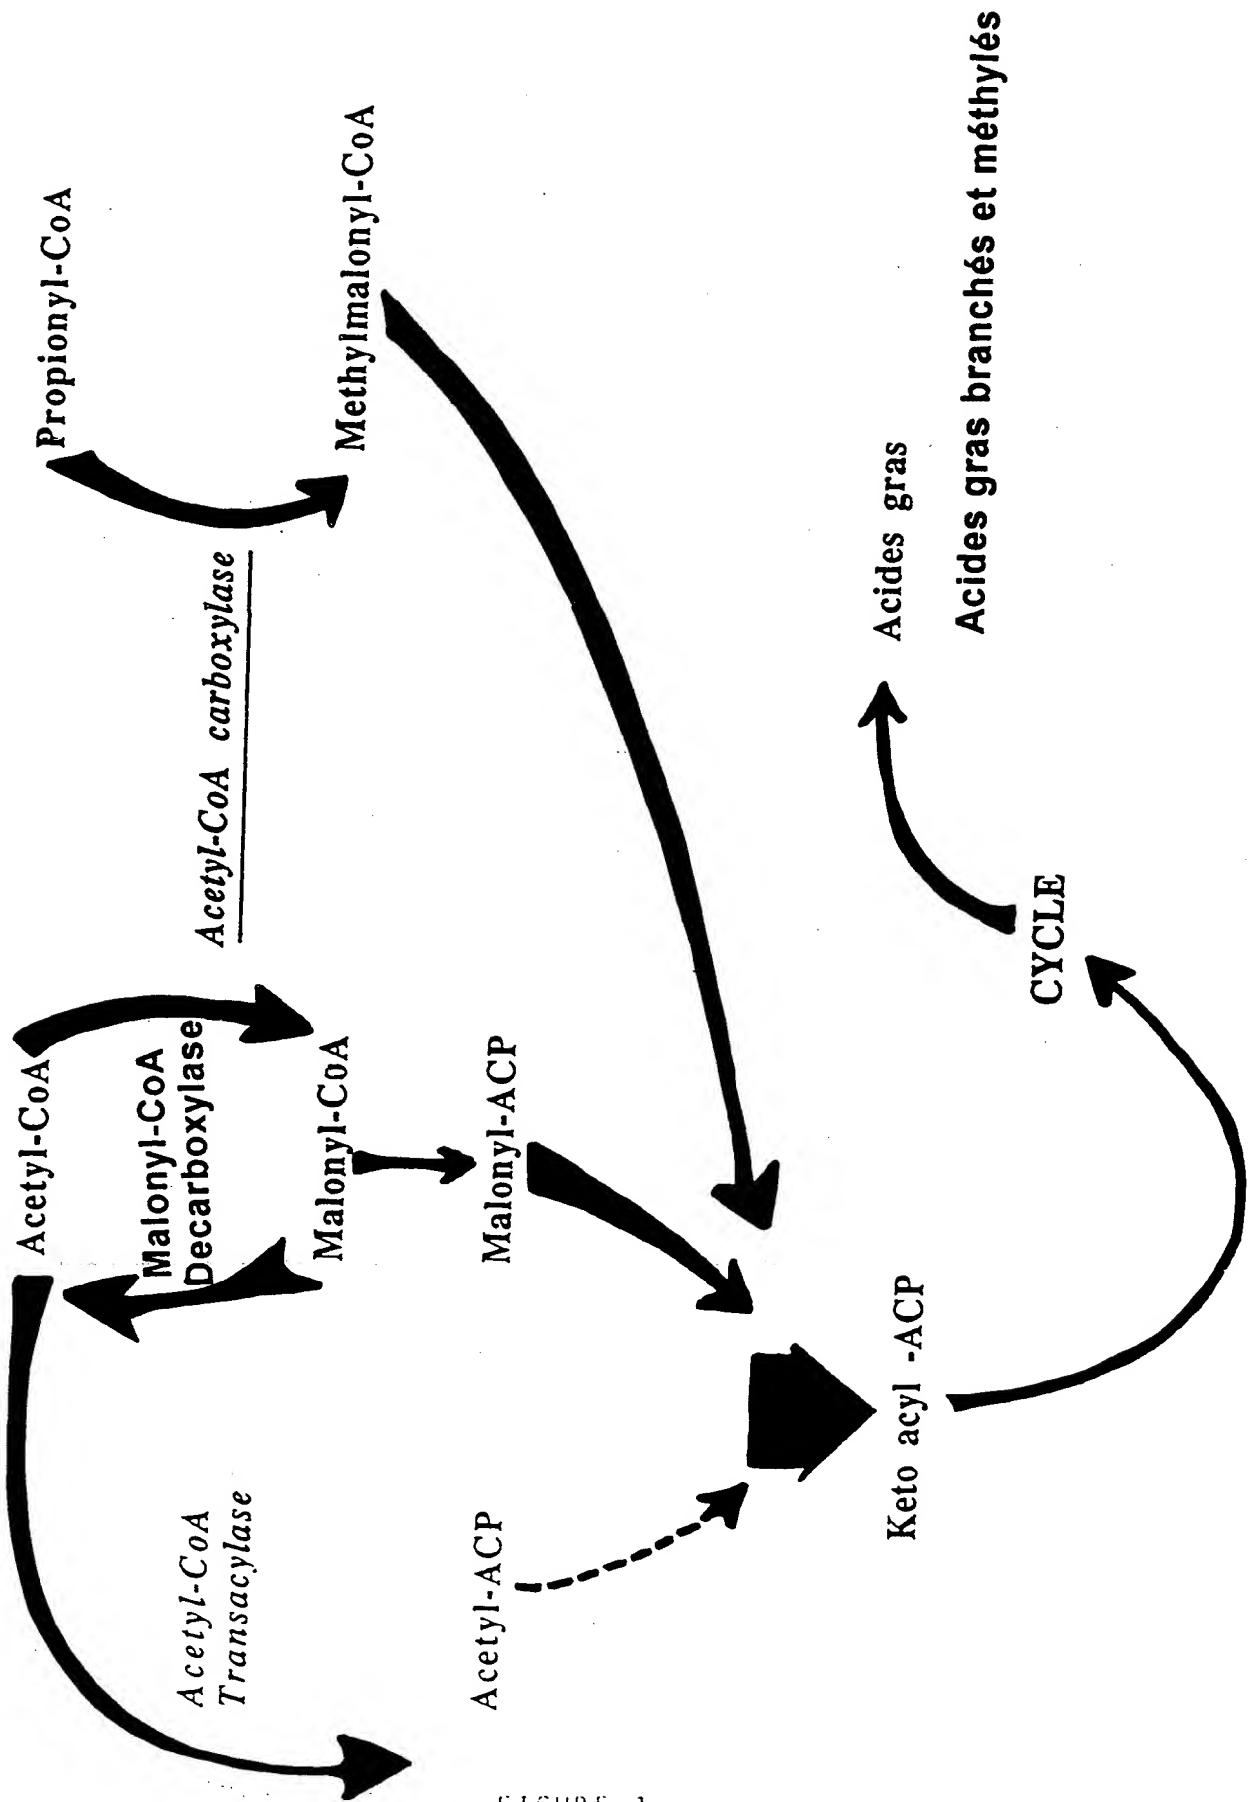 Acetyl-CoA
Propionyl-CoA
Acetyl-CoA
Transacylase
Malonyl-CoA
Decarboxylase
Acetyl-CoA carboxylase
Malonyl-CoA
Methylmalonyl-CoA
Acetyl-ACP
Malonyl-ACP
Keto acyl -ACP
Acides gras
Acides gras branchés et méthylés
CYCLE